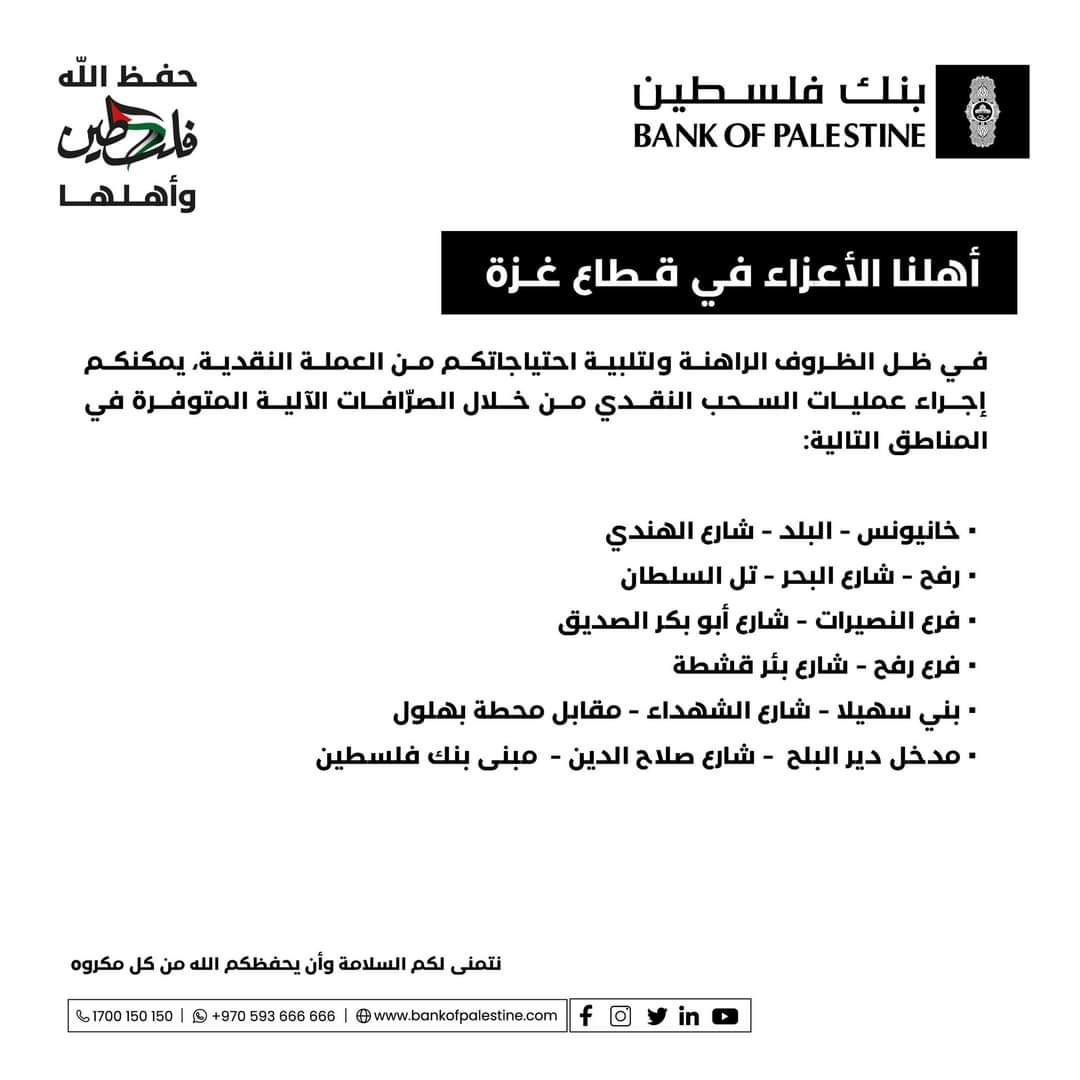 حفظ الله
فلسطين
وأهلها
بنك فلسطين
BANK OF PALESTINE
أهلنا الأعزاء في قطاع غزة
في ظل الظروف الراهنة ولتلبية احتياجاتكم من العملة النقدية، يمكنكم
إجراء عمليات السحب النقدي من خلال الصرّافات الآلية المتوفرة في
المناطق التالية:
▪ خانيونس – البلد – شارع الهندي
▪ رفح – شارع البحر – تل السلطان
▪ فرع النصيرات – شارع أبو بكر الصديق
▪ فرع رفح – شارع بئر قشطة
▪ بني سهيلا – شارع الشهداء – مقابل محطة بهلول
▪ مدخل دير البلح – شارع صلاح الدين – مبنى بنك فلسطين
نتمنى لكم السلامة وأن يحفظكم الله من كل مكروه
1700 150 150 | +970 593 666 666 | www.bankofpalestine.com